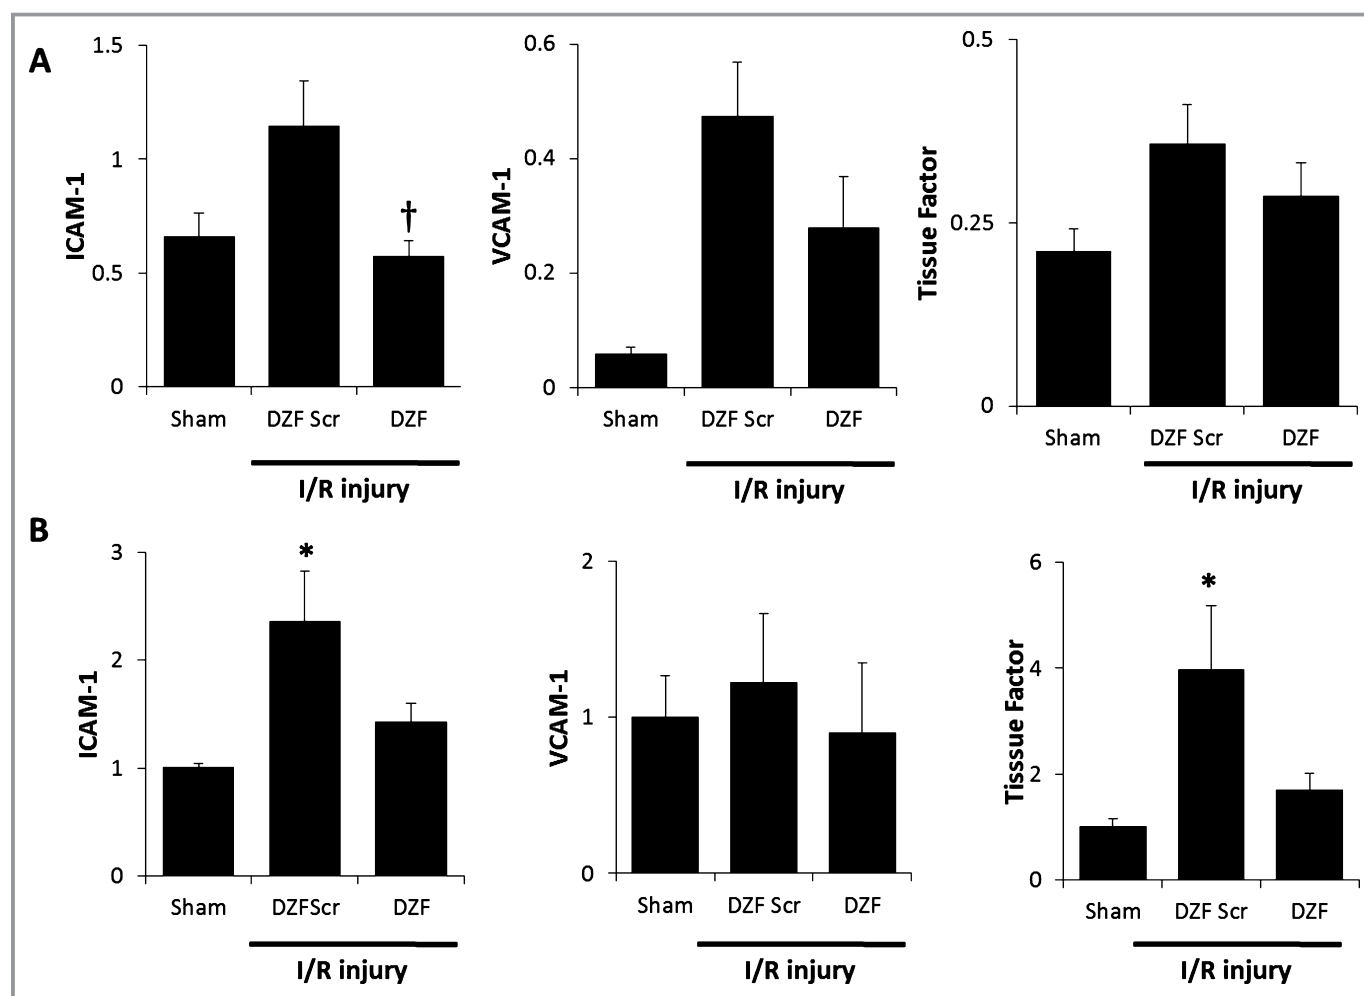 A
ICAM-1
1.5
1
0.5
0
†
Sham DZF Scr DZF
I/R injury
VCAM-1
0.6
0.4
0.2
0
Sham DZF Scr DZF
I/R injury
Tissue Factor
0.5
0.25
0
Sham DZF Scr DZF
I/R injury
B
ICAM-1
3
2
1
0
*
Sham DZFScr DZF
I/R injury
VCAM-1
2
1
0
Sham DZF Scr DZF
I/R injury
Tisssue Factor
6
4
2
0
*
Sham DZF Scr DZF
I/R injury